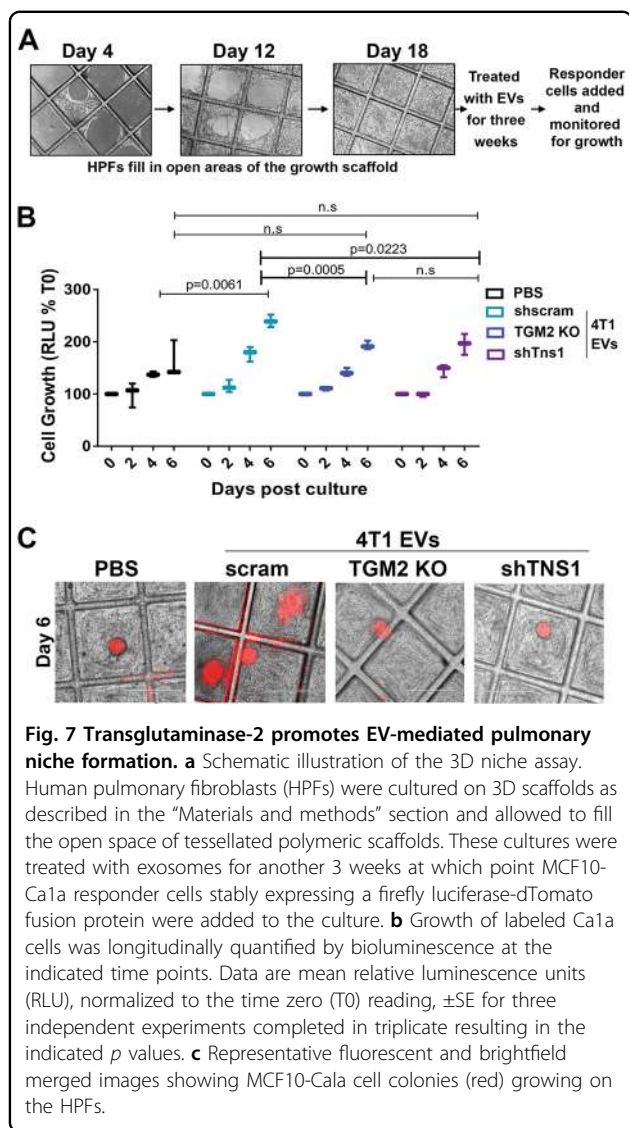 A
Day 4
Day 12
Day 18
Treated
with EVs
for three
weeks
Responder
cells added
and
monitored
for growth
HPFs fill in open areas of the growth scaffold
B
n.s
n.s
p=0.0223
p=0.0061
p=0.0005
n.s
Cell Growth (RLU % T0)
300
200
100
0
0 2 4 6 0 2 4 6 0 2 4 6 0 2 4 6
Days post culture
PBS
shscram
TGM2 KO
shTns1
4T1
EVs
C
4T1 EVs
PBS
scram
TGM2 KO
shTNS1
Day 6
Fig. 7 Transglutaminase-2 promotes EV-mediated pulmonary
niche formation. a Schematic illustration of the 3D niche assay.
Human pulmonary fibroblasts (HPFs) were cultured on 3D scaffolds as
described in the “Materials and methods” section and allowed to fill
the open space of tessellated polymeric scaffolds. These cultures were
treated with exosomes for another 3 weeks at which point MCF10-
Ca1a responder cells stably expressing a firefly luciferase-dTomato
fusion protein were added to the culture. b Growth of labeled Ca1a
cells was longitudinally quantified by bioluminescence at the
indicated time points. Data are mean relative luminescence units
(RLU), normalized to the time zero (T0) reading, ±SE for three
independent experiments completed in triplicate resulting in the
indicated p values. c Representative fluorescent and brightfield
merged images showing MCF10-Cala cell colonies (red) growing on
the HPFs.